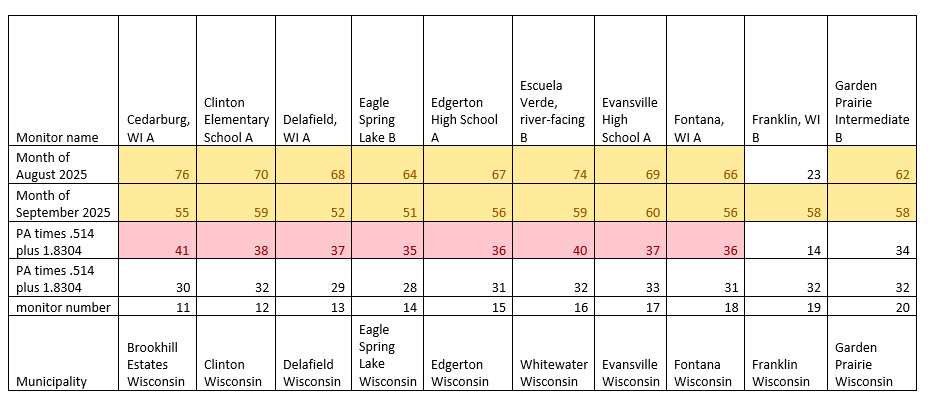 Monitor name Cedarburg, WI A Clinton Elementary School A Delafield, WI A Eagle Spring Lake B Edgerton High School A Escuela Verde, river-facing B Evansville High School A Fontana, WI A Franklin, WI B Garden Prairie Intermediate B
Month of August 2025 76 70 68 64 67 74 69 66 23 62
Month of September 2025 55 59 52 51 56 59 60 56 58 58
PA times .514 plus 1.8304 41 38 37 35 36 40 37 36 14 34
PA times .514 plus 1.8304 30 32 29 28 31 32 33 31 32 32
monitor number 11 12 13 14 15 16 17 18 19 20
Municipality Brookhill Estates Wisconsin Clinton Wisconsin Delafield Wisconsin Eagle Spring Lake Wisconsin Edgerton Wisconsin Whitewater Wisconsin Evansville Wisconsin Fontana Wisconsin Franklin Wisconsin Garden Prairie Wisconsin